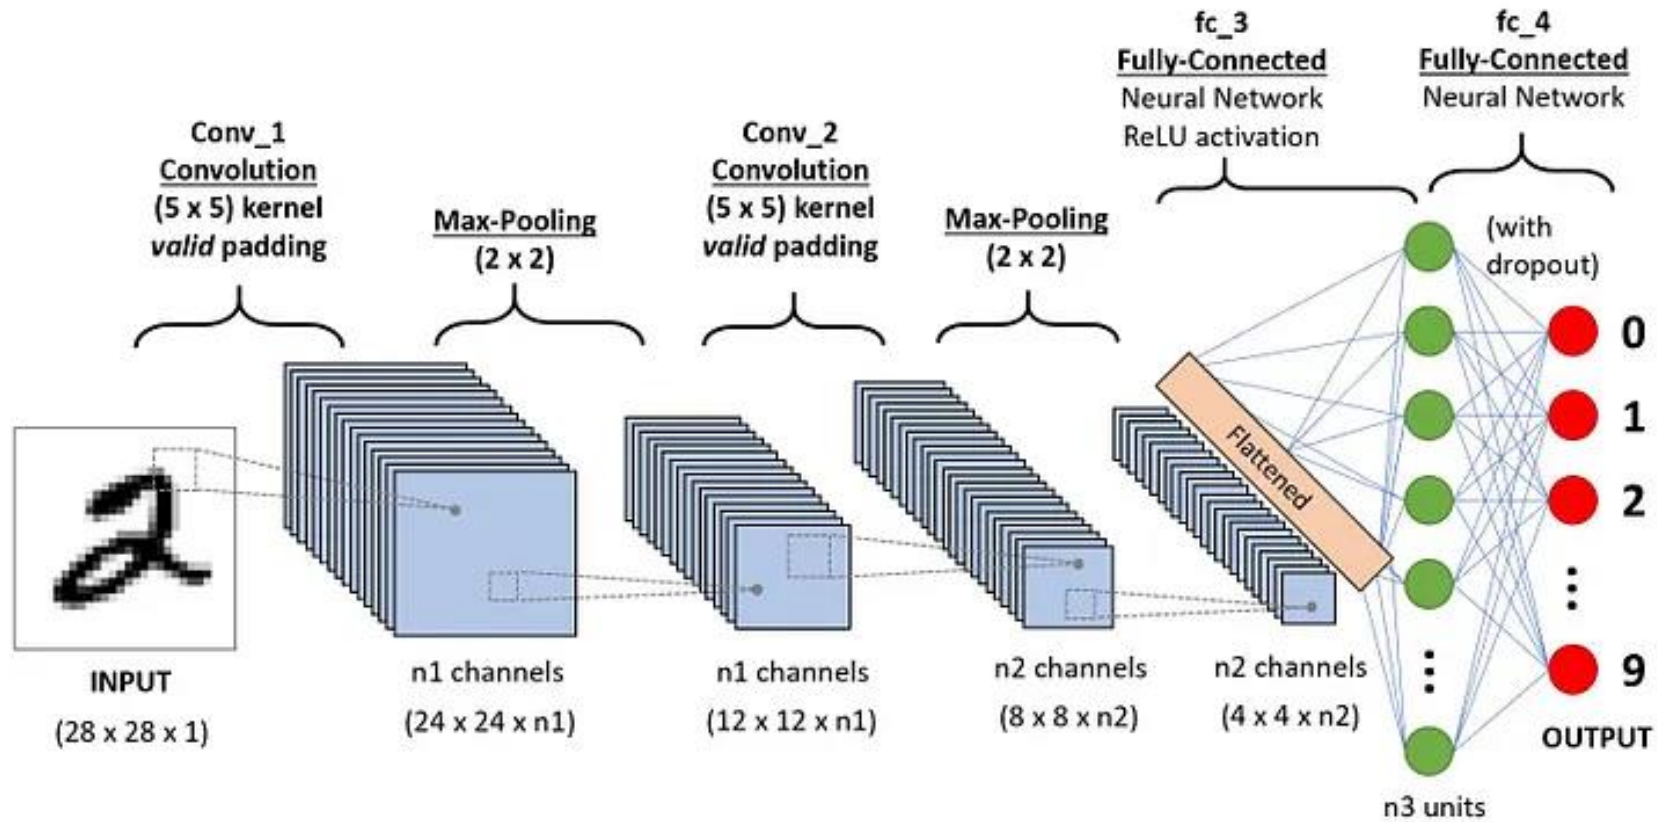 Conv_1
Convolution
(5 x 5) kernel
valid padding
Max-Pooling
(2 x 2)
Conv_2
Convolution
(5 x 5) kernel
valid padding
Max-Pooling
(2 x 2)
fc_3
Fully-Connected
Neural Network
ReLU activation
fc_4
Fully-Connected
Neural Network
(with
dropout)
Flattened
0
1
2
9
OUTPUT
INPUT
(28 x 28 x 1)
n1 channels
(24 x 24 x n1)
n1 channels
(12 x 12 x n1)
n2 channels
(8 x 8 x n2)
n2 channels
(4 x 4 x n2)
n3 units